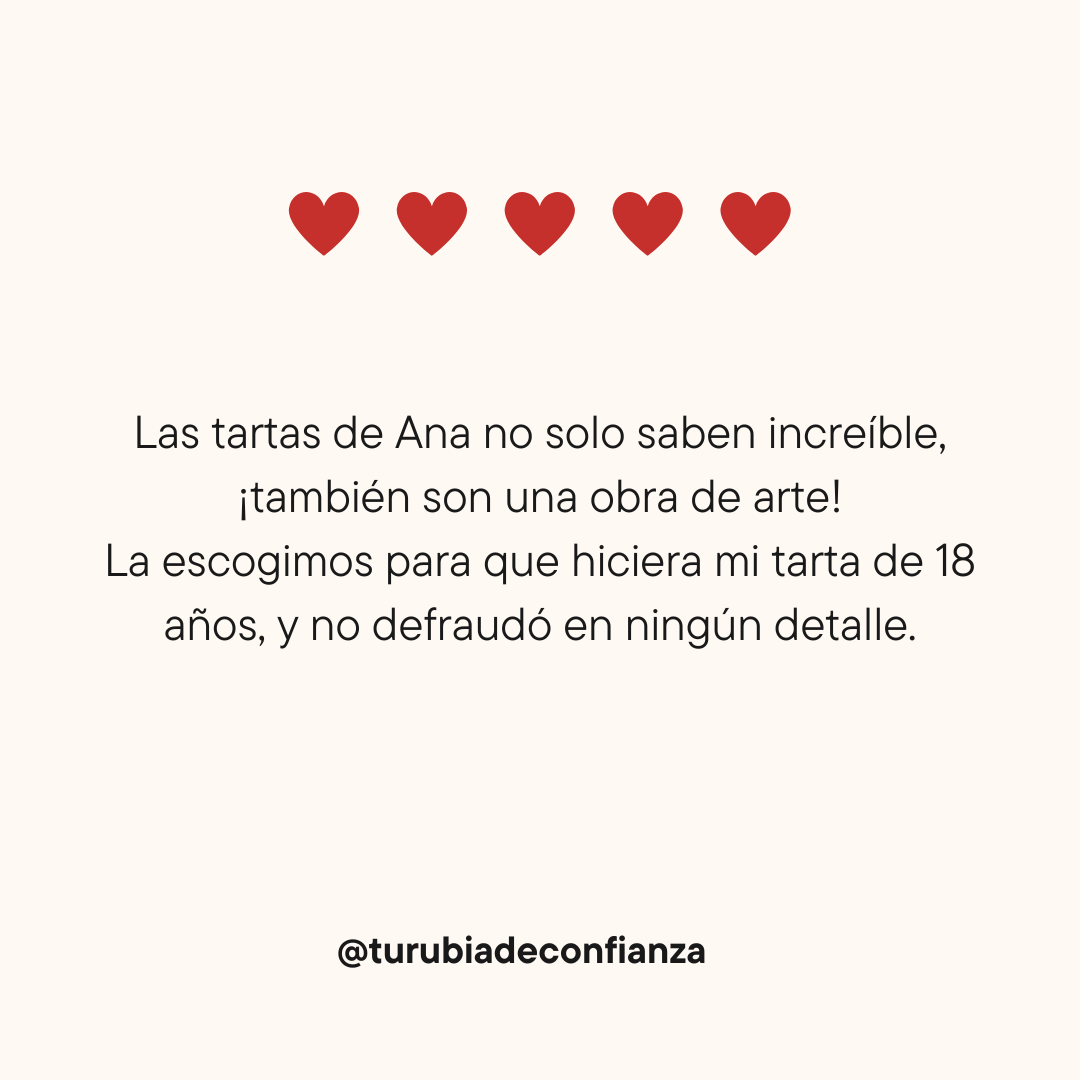 Las tartas de Ana no solo saben increíble,
¡también son una obra de arte!
La escogimos para que hiciera mi tarta de 18
años, y no defraudó en ningún detalle.
@turubiadeconfianza